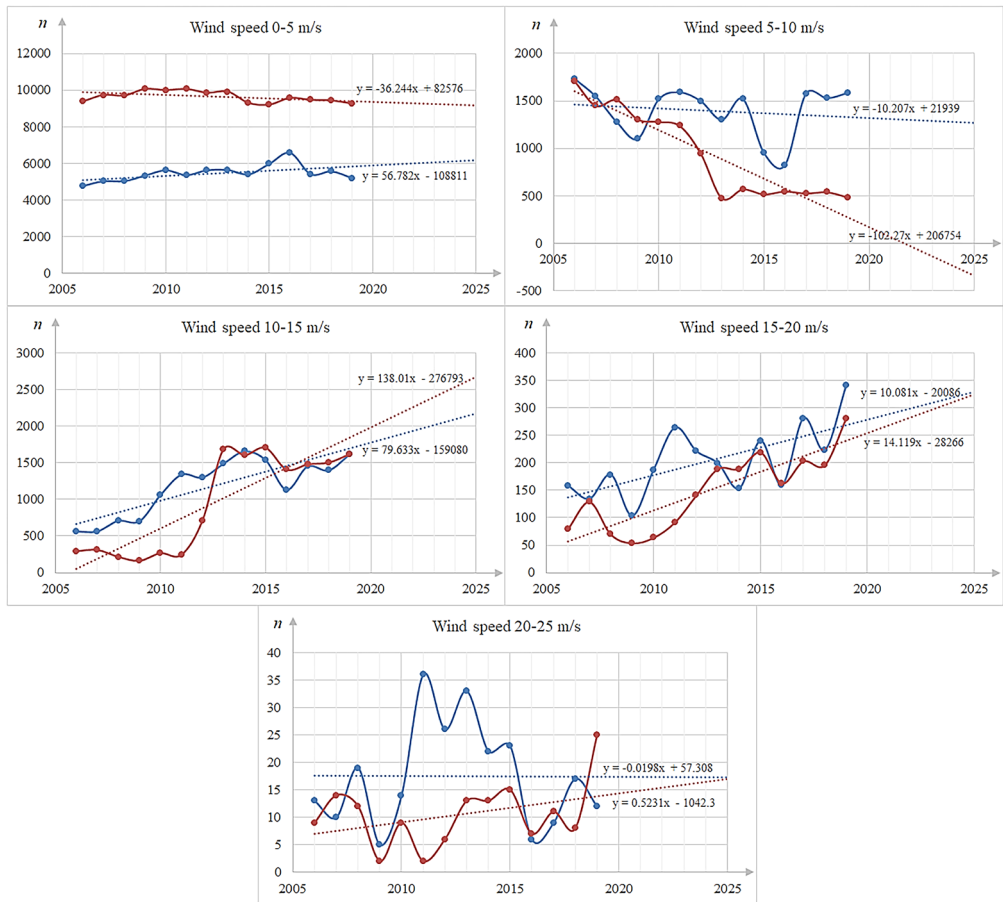 n
Wind speed 0-5 m/s
12000
10000
8000
6000
4000
2000
0
y = -36.244x + 82576
y = 56.782x - 108811
2005 2010 2015 2020 2025
n
Wind speed 5-10 m/s
2000
1500
1000
500
0
-500
y = -10.207x + 21939
y = -102.27x + 206754
2005 2010 2015 2020 2025
n
Wind speed 10-15 m/s
3000
2500
2000
1500
1000
500
0
y = 138.01x - 276793
y = 79.633x - 159080
2005 2010 2015 2020 2025
n
Wind speed 15-20 m/s
400
350
300
250
200
150
100
50
0
y = 10.081x - 20086
y = 14.119x - 28266
2005 2010 2015 2020 2025
n
Wind speed 20-25 m/s
40
35
30
25
20
15
10
5
0
y = -0.0198x + 57.308
y = 0.5231x - 1042.3
2005 2010 2015 2020 2025